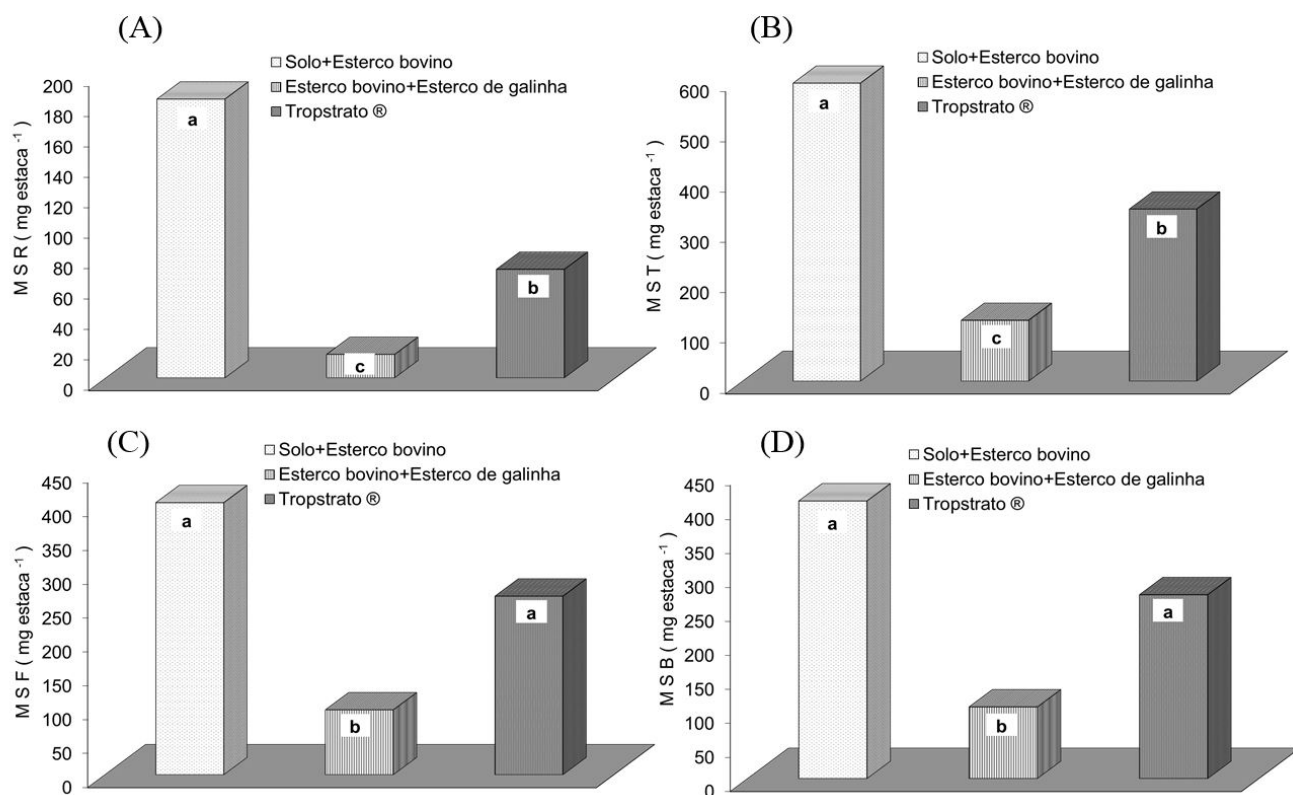 (A)
Solo+Esterco bovino
Esterco bovino+Esterco de galinha
Tropstrato ®
M S R ( mg estaca ⁻¹ )
200
180
160
140
120
100
80
60
40
20
0
a
c
b
(B)
Solo+Esterco bovino
Esterco bovino+Esterco de galinha
Tropstrato ®
M S T ( mg estaca ⁻¹ )
600
500
400
300
200
100
0
a
c
b
(C)
Solo+Esterco bovino
Esterco bovino+Esterco de galinha
Tropstrato ®
M S F ( mg estaca ⁻¹ )
450
400
350
300
250
200
150
100
50
0
a
b
a
(D)
Solo+Esterco bovino
Esterco bovino+Esterco de galinha
Tropstrato ®
M S B ( mg estaca ⁻¹ )
450
400
350
300
250
200
150
100
50
0
a
b
a